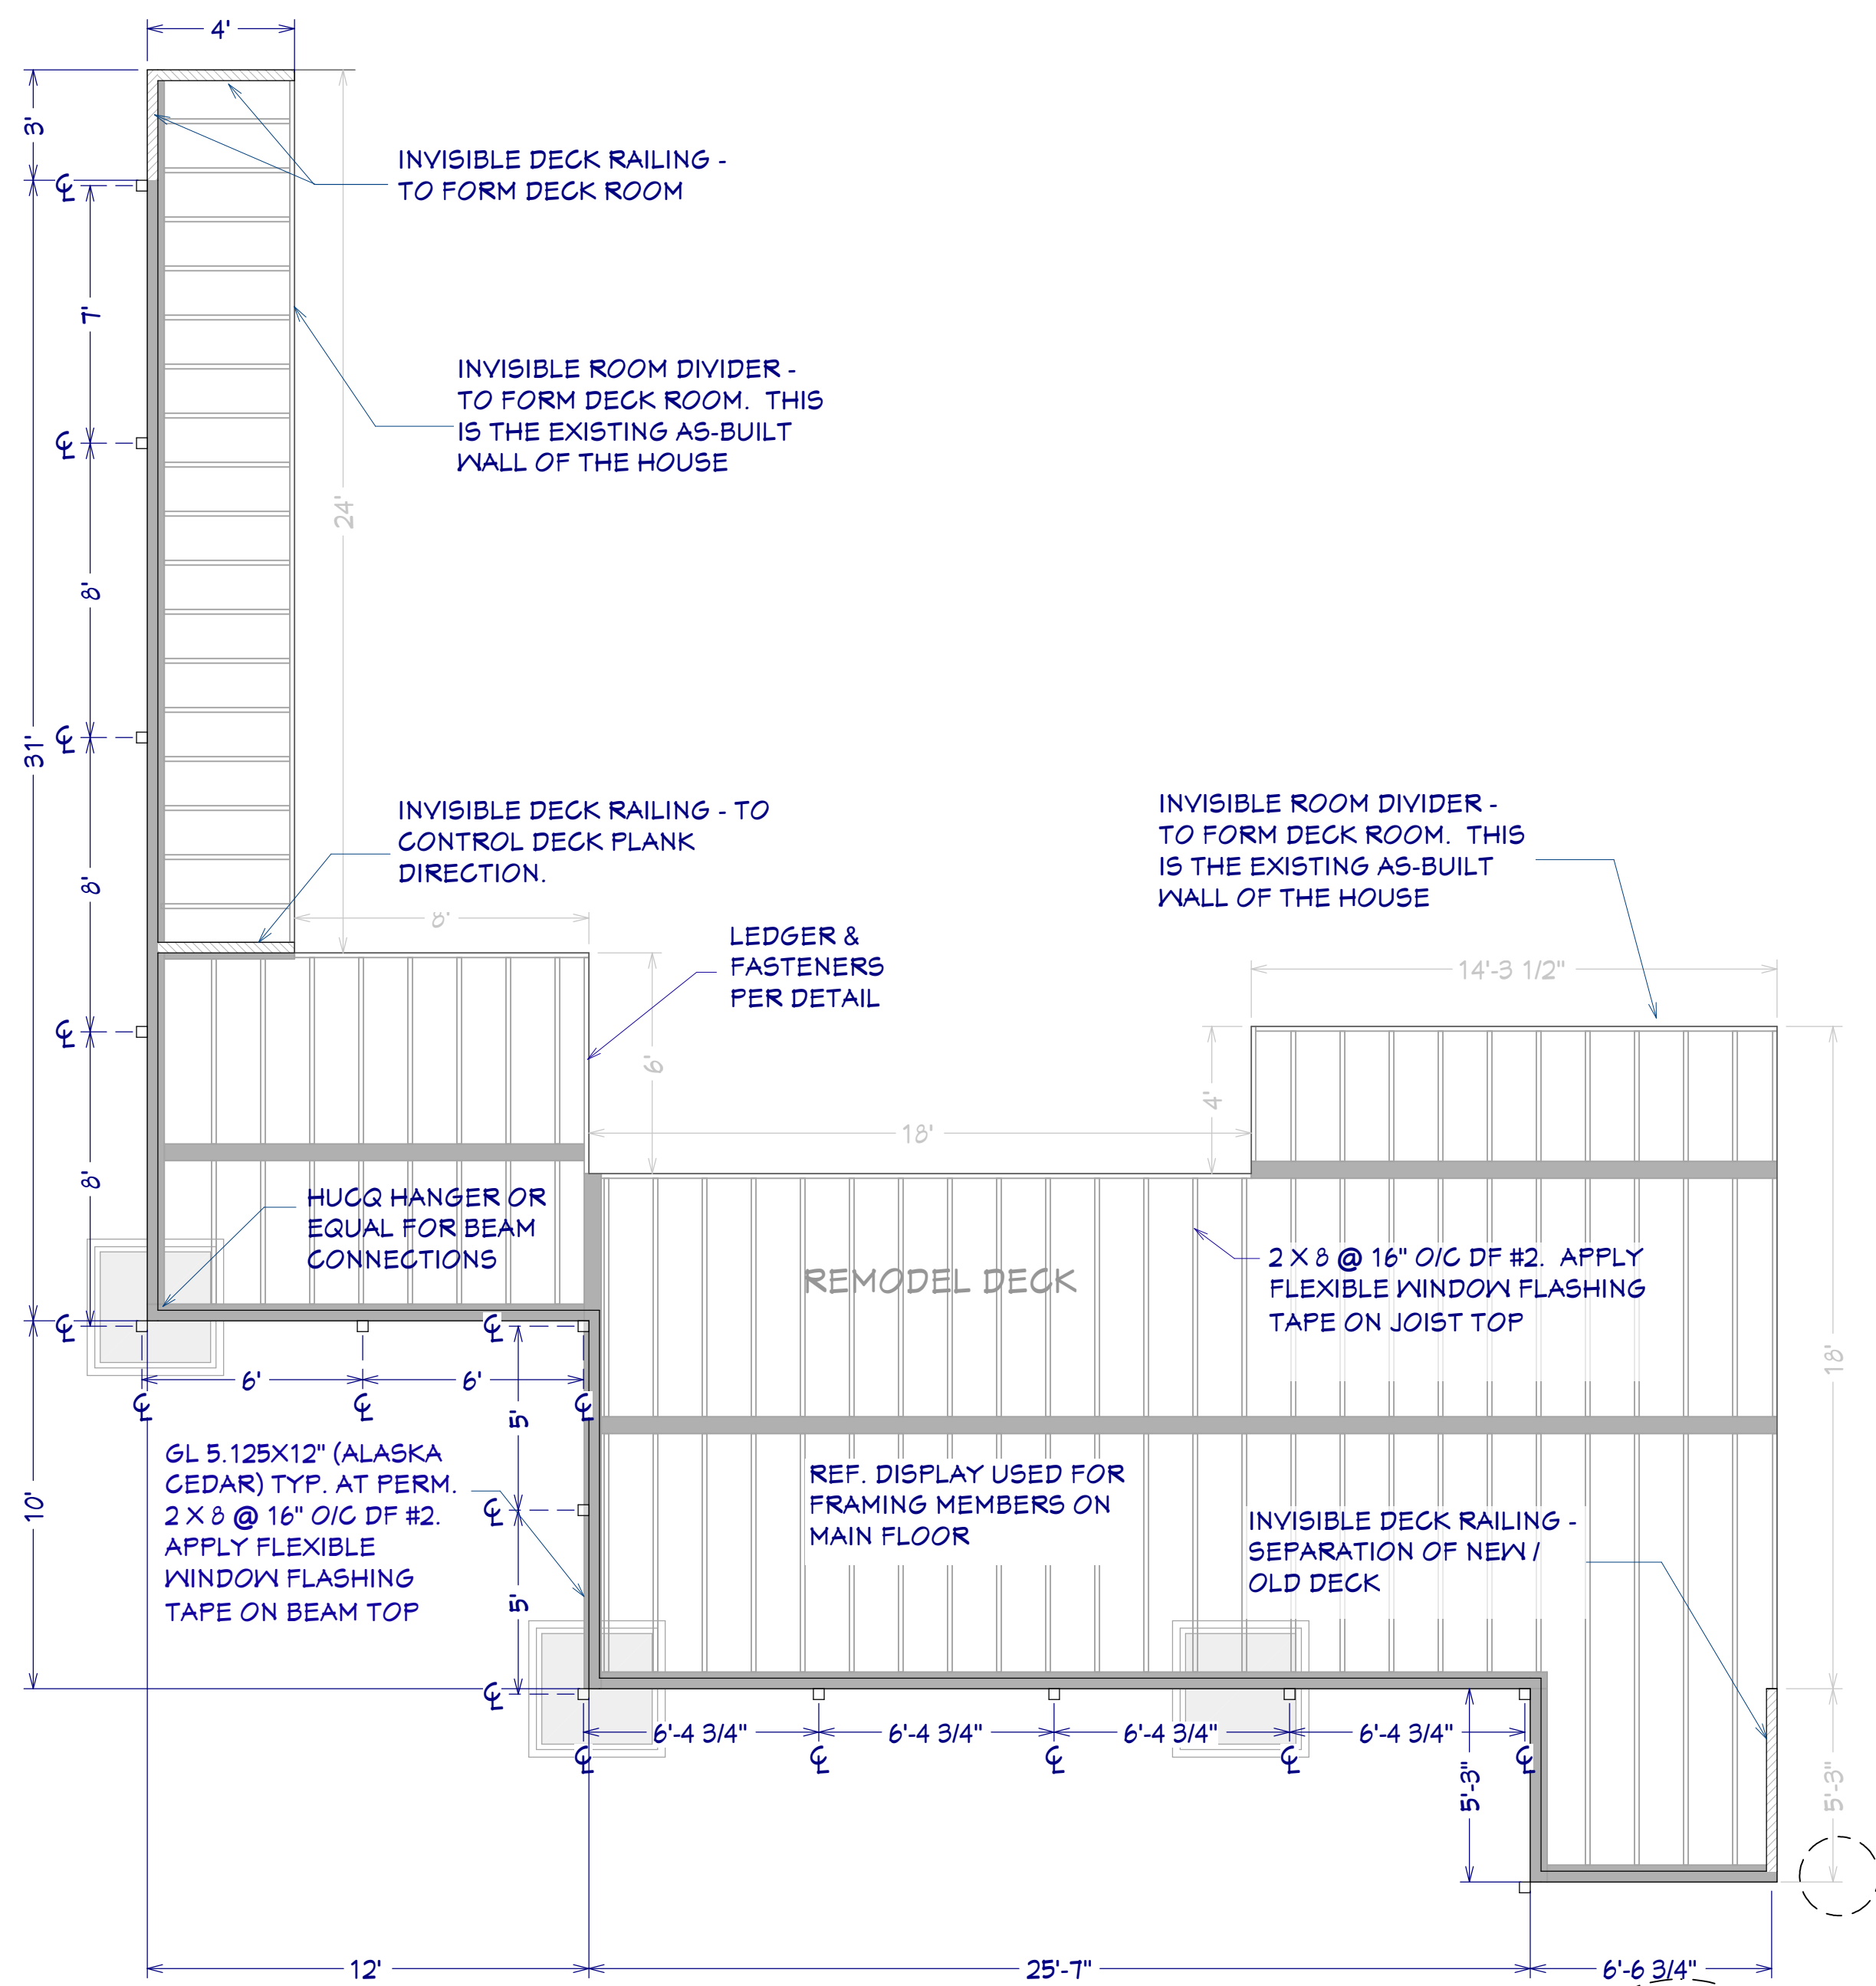 4'
3'
℄
INVISIBLE DECK RAILING -
TO FORM DECK ROOM
7'
INVISIBLE ROOM DIVIDER -
TO FORM DECK ROOM.  THIS
IS THE EXISTING AS-BUILT
WALL OF THE HOUSE
℄
24'
8'
31'
℄
INVISIBLE DECK RAILING - TO
CONTROL DECK PLANK
DIRECTION.
INVISIBLE ROOM DIVIDER -
TO FORM DECK ROOM.  THIS
IS THE EXISTING AS-BUILT
WALL OF THE HOUSE
8'
8'
LEDGER &
FASTENERS
PER DETAIL
14'-3 1/2"
℄
6'
4'
18'
8'
HUCQ HANGER OR
EQUAL FOR BEAM
CONNECTIONS
REMODEL DECK
2 X 8 @ 16" O/C DF #2.  APPLY
FLEXIBLE WINDOW FLASHING
TAPE ON JOIST TOP
℄
℄
18'
6'
6'
℄
℄
℄
5'
GL 5.125X12" (ALASKA
CEDAR) TYP. AT PERM.
2 X 8 @ 16" O/C DF #2.
APPLY FLEXIBLE
WINDOW FLASHING
TAPE ON BEAM TOP
10'
℄
5'
REF. DISPLAY USED FOR
FRAMING MEMBERS ON
MAIN FLOOR
INVISIBLE DECK RAILING -
SEPARATION OF NEW /
OLD DECK
℄
6'-4 3/4"
6'-4 3/4"
6'-4 3/4"
6'-4 3/4"
℄
℄
℄
℄
℄
5'-3"
5'-3"
12'
25'-7"
6'-6 3/4"